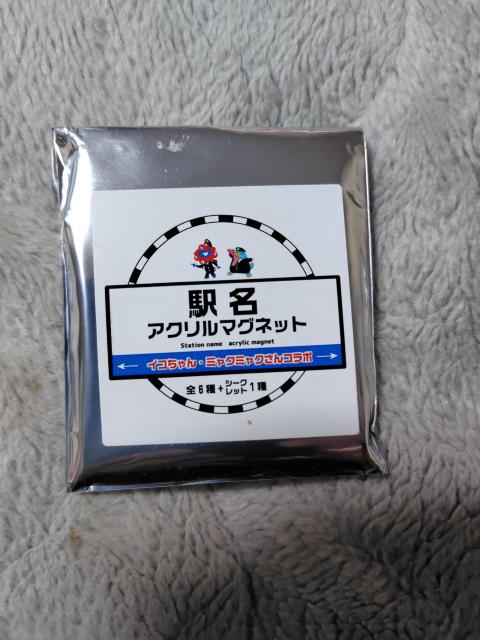 駅名
アクリルマグネット
Station name acrylic magnet
イコちゃん・ミャクミャクさんコラボ
全6種+シークレット1種